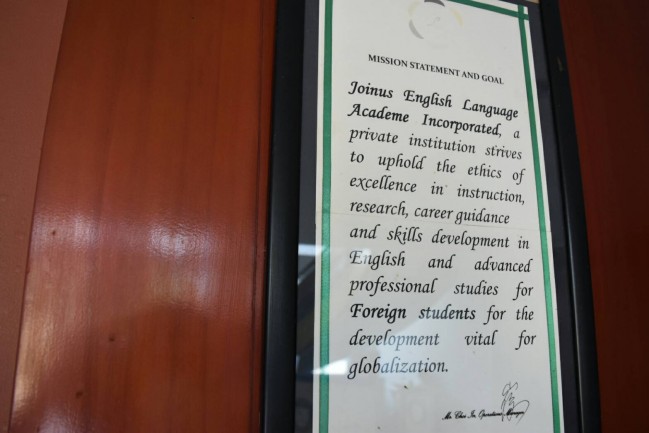 MISSION STATEMENT AND GOAL
Joinus English Language
Academe Incorporated, a
private institution strives
to uphold the ethics of
excellence in instruction,
research, career guidance
and skills development in
English and advanced
professional studies for
Foreign students for the
development vital for
globalization.
Operations Manager